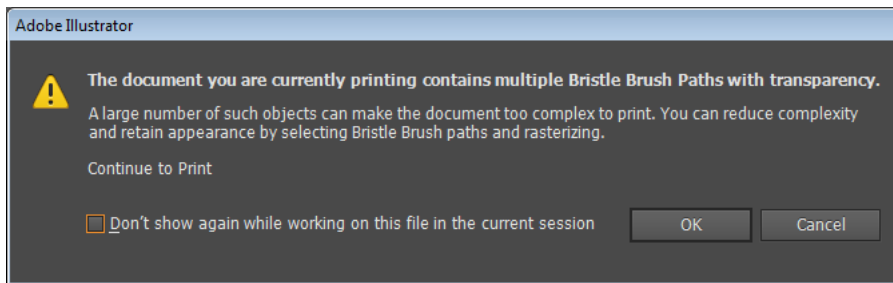 Adobe Illustrator
The document you are currently printing contains multiple Bristle Brush Paths with transparency.
A large number of such objects can make the document too complex to print. You can reduce complexity
and retain appearance by selecting Bristle Brush paths and rasterizing.
Continue to Print
Don't show again while working on this file in the current session
OK
Cancel